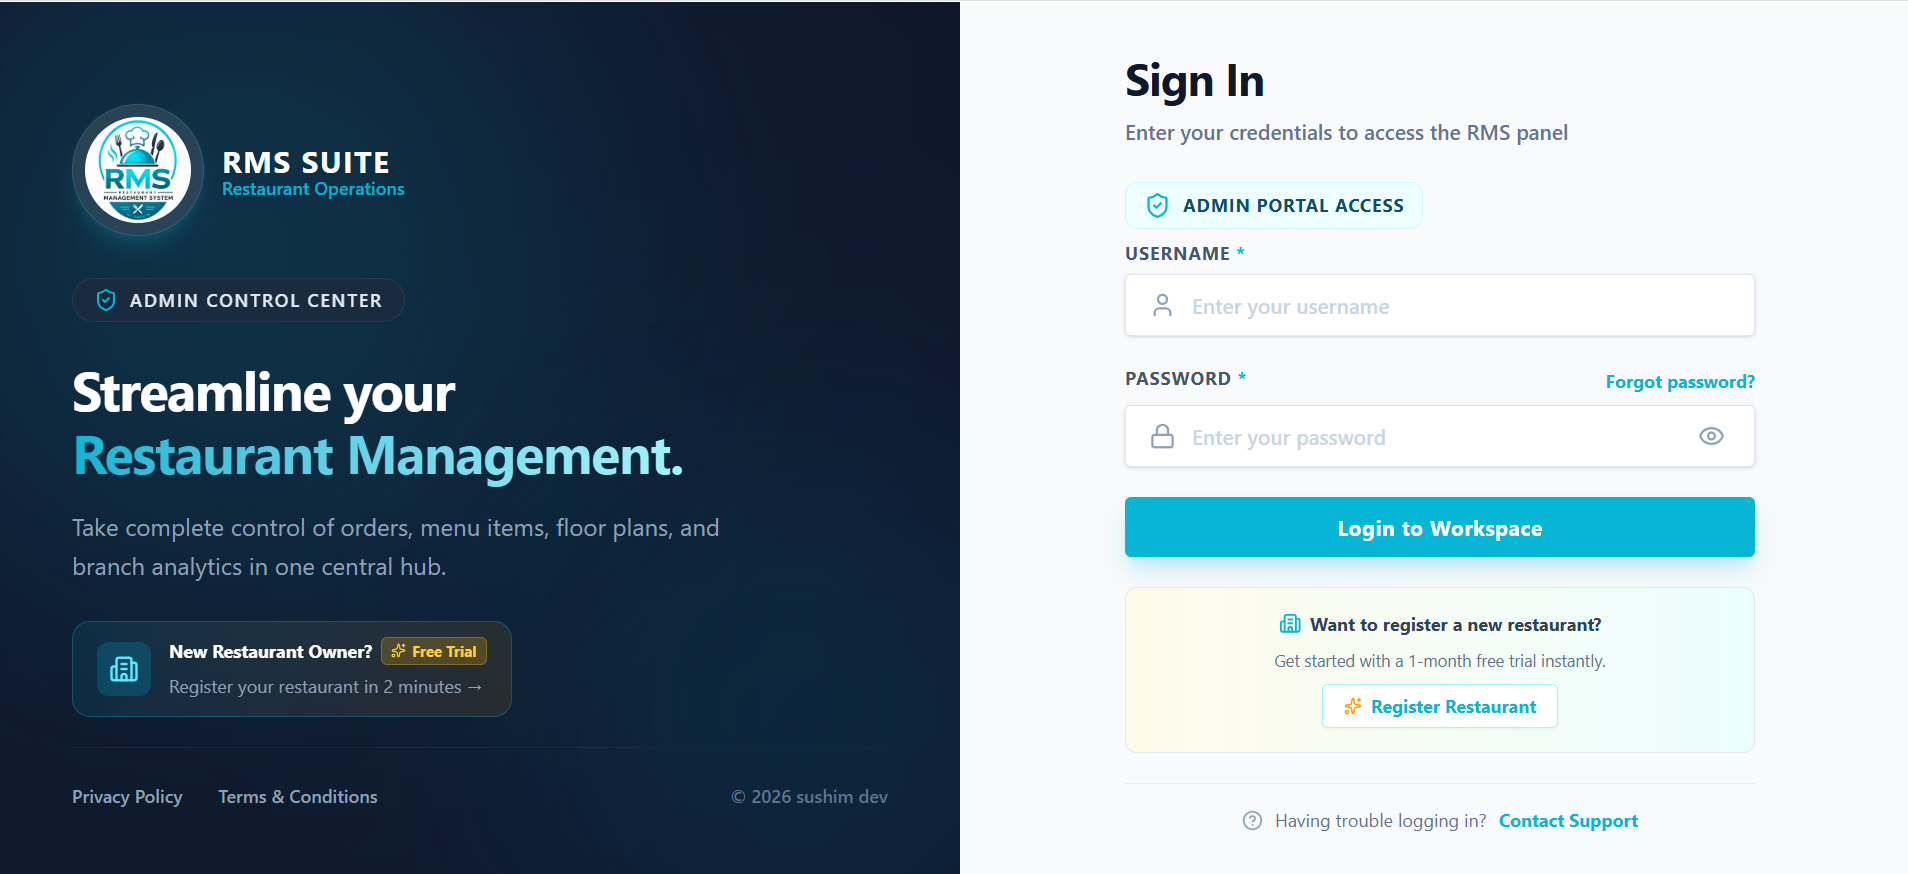 RMS
RESTAURANT
MANAGEMENT SYSTEM
RMS SUITE
Restaurant Operations
ADMIN CONTROL CENTER
Streamline your
Restaurant Management.
Take complete control of orders, menu items, floor plans, and
branch analytics in one central hub.
New Restaurant Owner? Free Trial
Register your restaurant in 2 minutes →
Privacy Policy Terms & Conditions © 2026 sushim dev
Sign In
Enter your credentials to access the RMS panel
ADMIN PORTAL ACCESS
USERNAME *
Enter your username
PASSWORD * Forgot password?
Enter your password
Login to Workspace
Want to register a new restaurant?
Get started with a 1-month free trial instantly.
Register Restaurant
Having trouble logging in? Contact Support